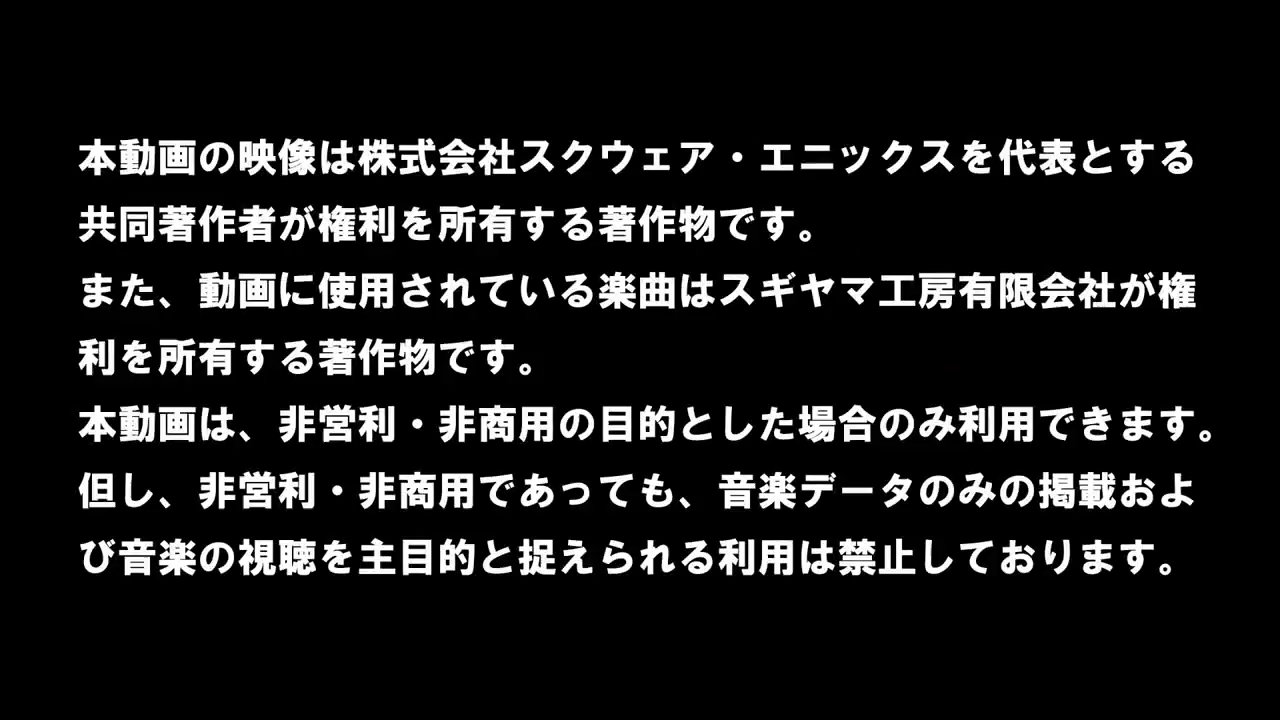 本動画の映像は株式会社スクウェア・エニックスを代表とする
共同著作者が権利を所有する著作物です。
また、動画に使用されている楽曲はスギヤマ工房有限会社が権
利を所有する著作物です。
本動画は、非営利・非商用の目的とした場合のみ利用できます。
但し、非営利・非商用であっても、音楽データのみの掲載およ
び音楽の視聴を主目的と捉えられる利用は禁止しております。